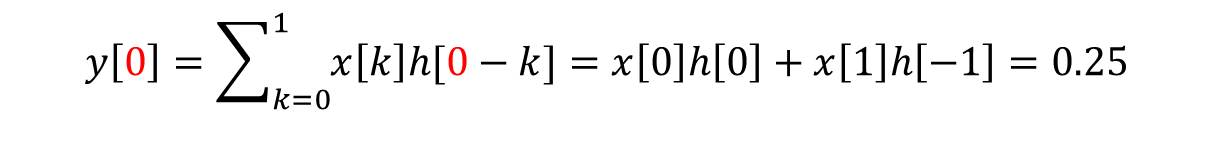 y[0] = ∑_{k=0}^{1} x[k]h[0 − k] = x[0]h[0] + x[1]h[−1] = 0.25